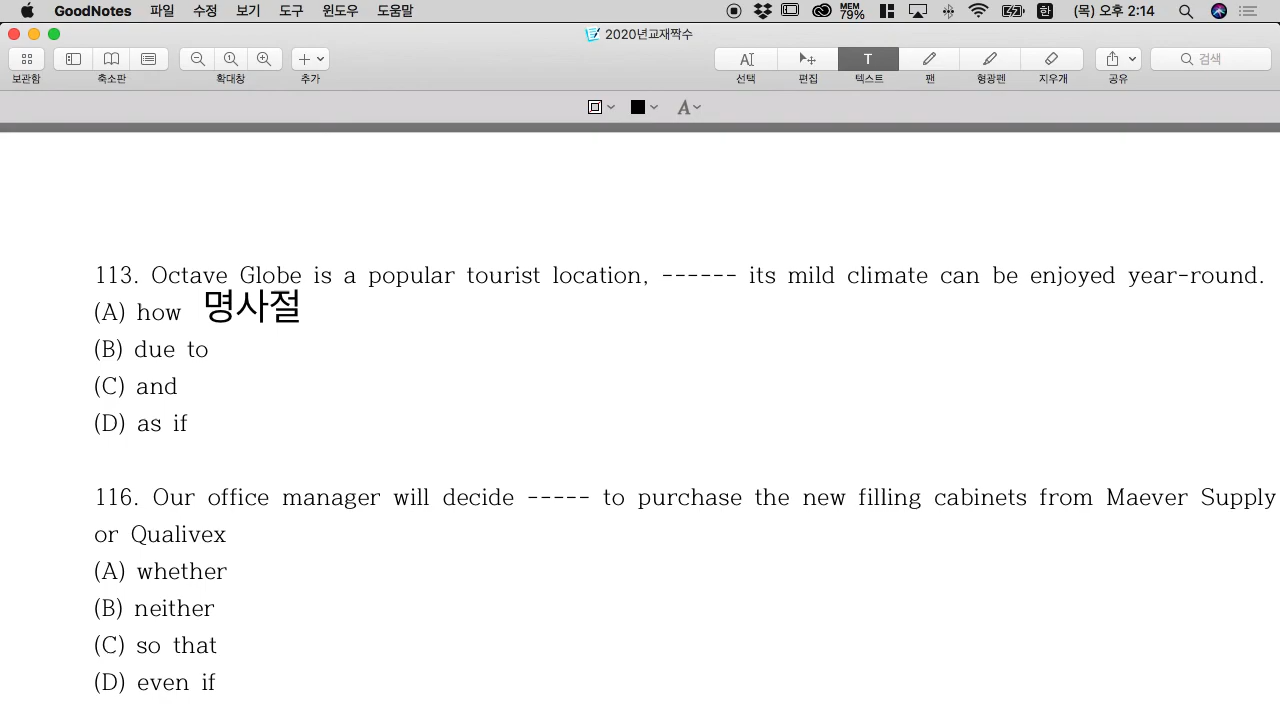 GoodNotes 파일 수정 보기 도구 윈도우 도움말 MEM 79% 한 (목) 오후 2:14
2020년교재짝수
보관함 축소판 확대창 추가 선택 편집 텍스트 팬 형광펜 지우개 공유 검색
113. Octave Globe is a popular tourist location, ------ its mild climate can be enjoyed year-round.
(A) how 명사절
(B) due to
(C) and
(D) as if
116. Our office manager will decide ----- to purchase the new filling cabinets from Maever Supply
or Qualivex
(A) whether
(B) neither
(C) so that
(D) even if